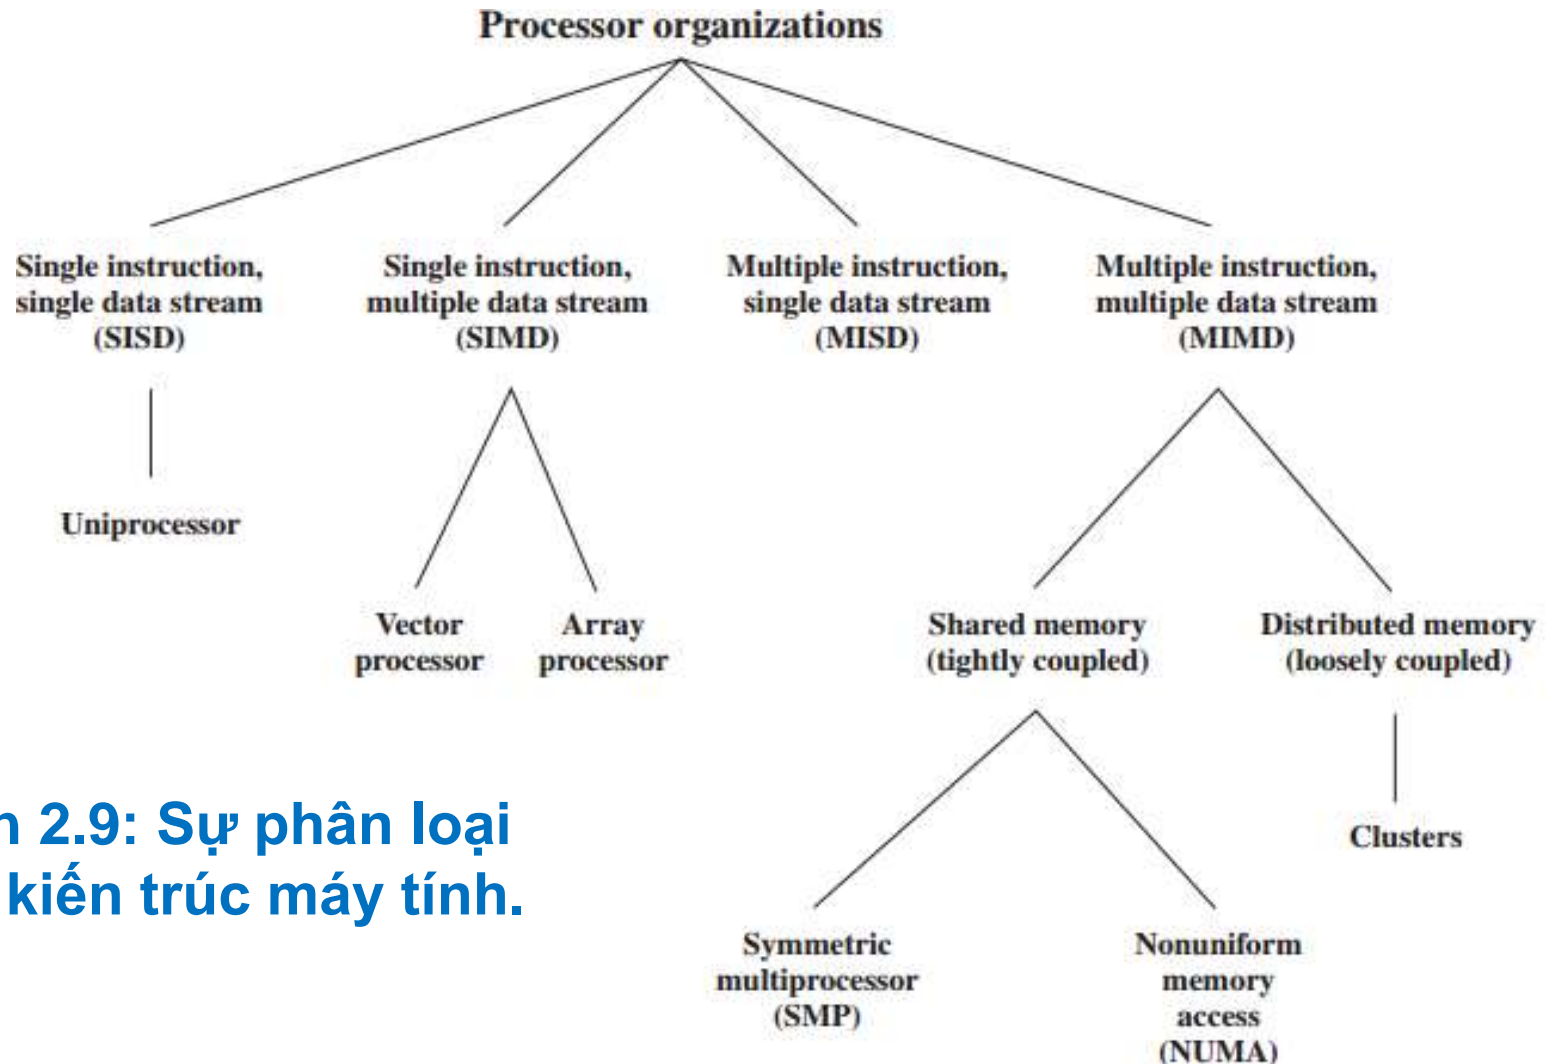 Processor organizations
Single instruction,
single data stream
(SISD)
Single instruction,
multiple data stream
(SIMD)
Multiple instruction,
single data stream
(MISD)
Multiple instruction,
multiple data stream
(MIMD)
Uniprocessor
Vector
processor
Array
processor
Shared memory
(tightly coupled)
Distributed memory
(loosely coupled)
Clusters
Symmetric
multiprocessor
(SMP)
Nonuniform
memory
access
(NUMA)
2.9: Sự phân loại
kiến trúc máy tính.